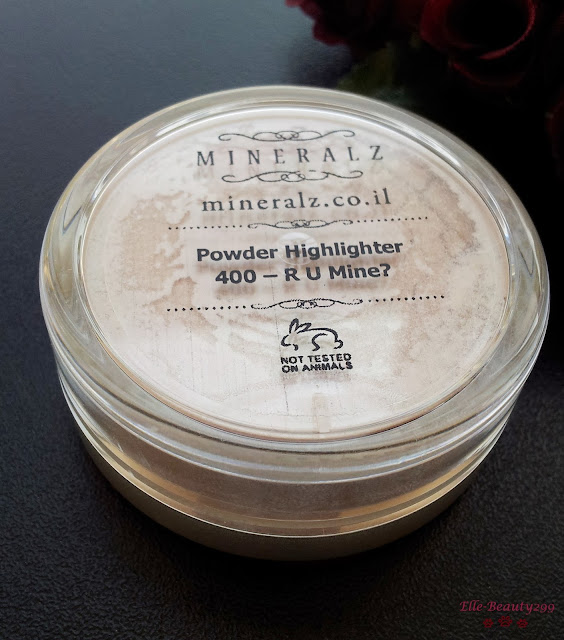 MINERALZ
mineralz.co.il
Powder Highlighter
400 – R U Mine?
NOT TESTED
ON ANIMALS
Elle-Beauty299